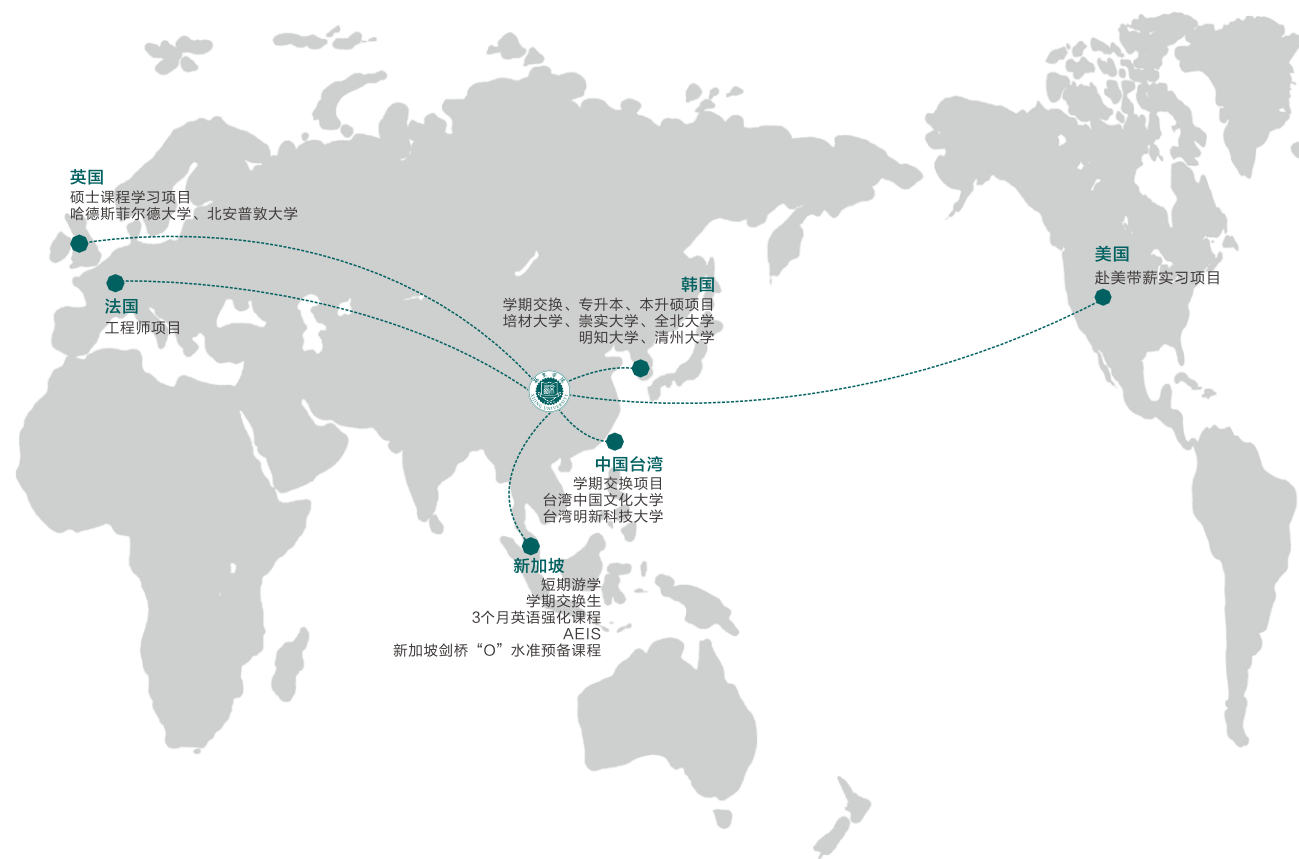 英国
硕士课程学习项目
哈德斯菲尔德大学、北安普敦大学
法国
工程师项目
韩国
学期交换、专升本、本升硕项目
培材大学、崇实大学、全北大学
明知大学、清州大学
美国
赴美带薪实习项目
中国台湾
学期交换项目
台湾中国文化大学
台湾明新科技大学
新加坡
短期游学
学期交换生
3个月英语强化课程
AEIS
新加坡剑桥“O”水准预备课程